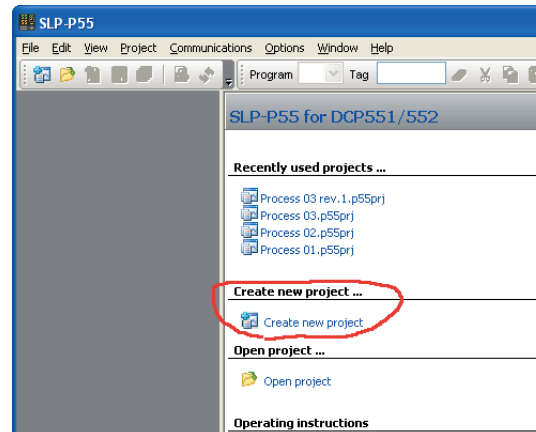 SLP-P55
File Edit View Project Communications Options Window Help
Program Tag
SLP-P55 for DCP551/552
Recently used projects ...
Process 03 rev.1.p55prj
Process 03.p55prj
Process 02.p55prj
Process 01.p55prj
Create new project ...
Create new project
Open project ...
Open project
Operating instructions